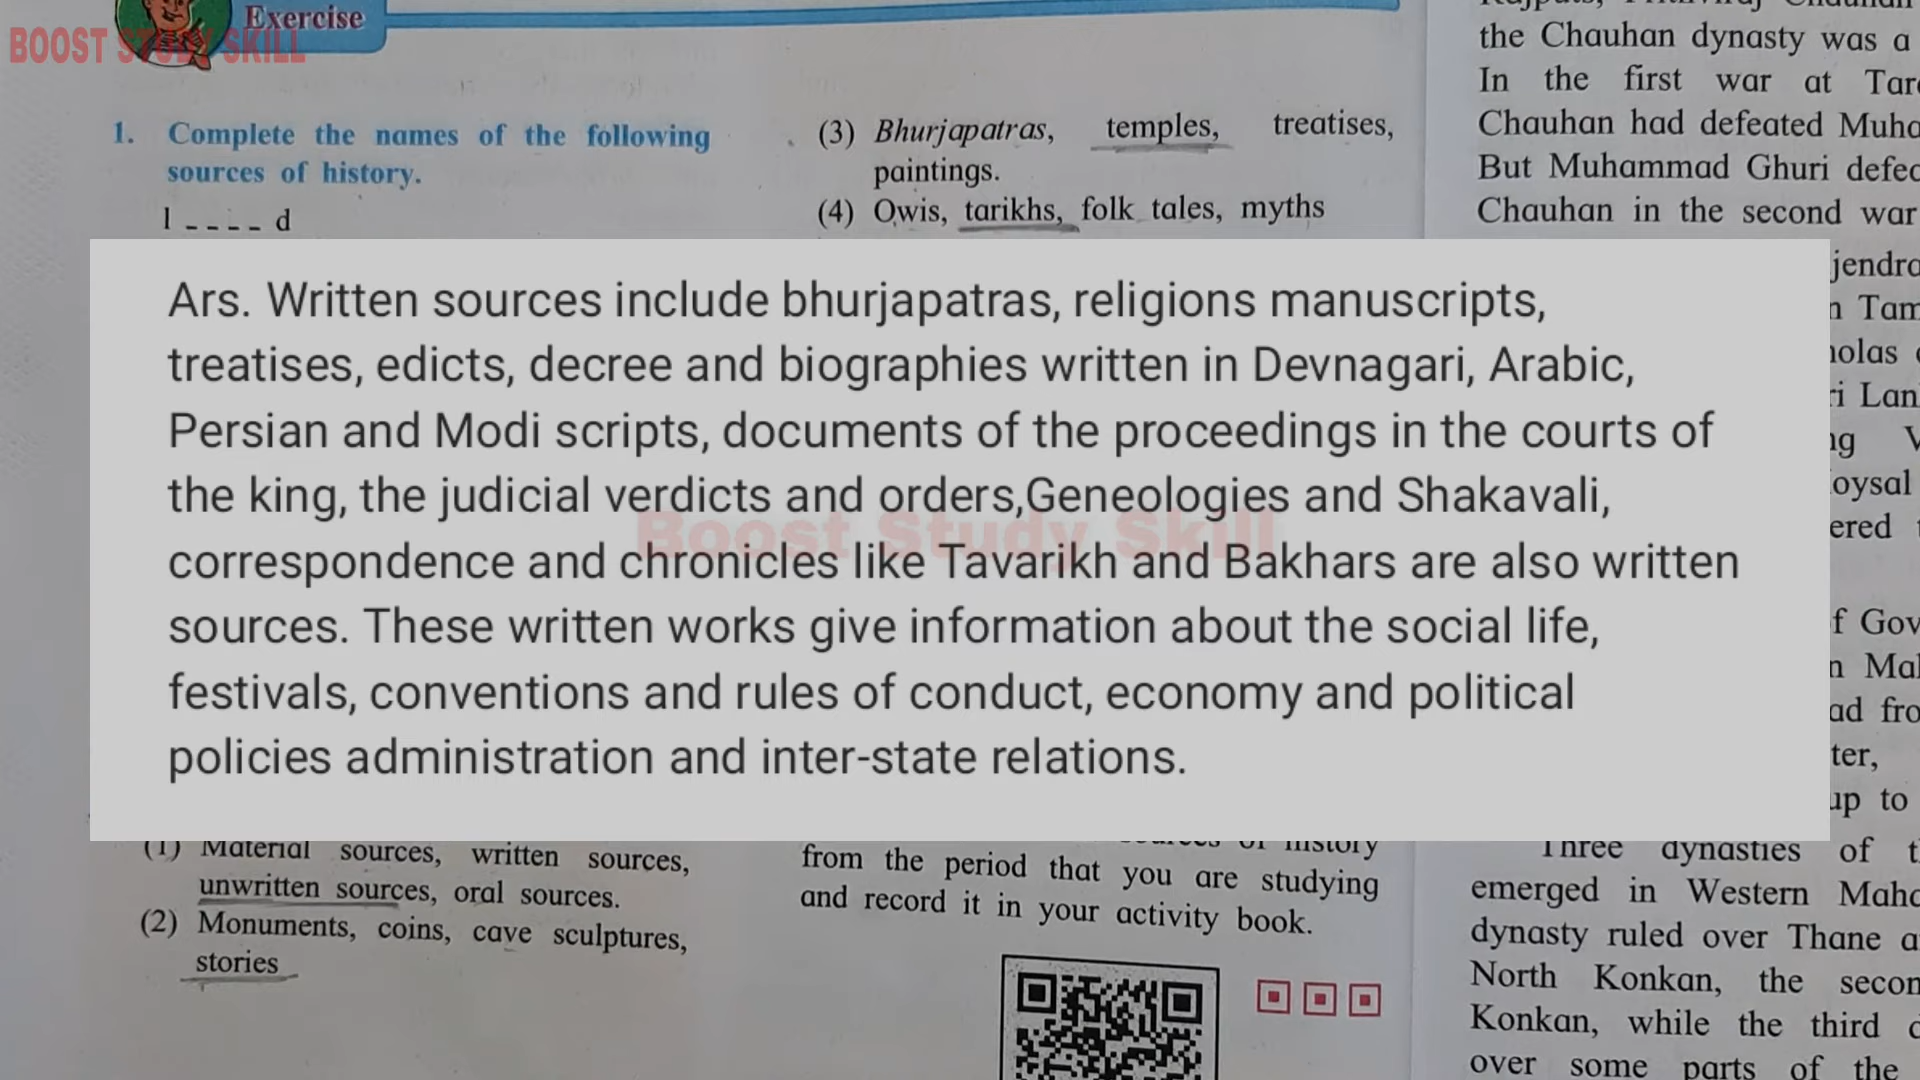 BOOST STUDY SKILL
Exercise
1. Complete the names of the following
sources of history.
l _ _ _ _ d
(3) Bhurjapatras, temples, treatises,
paintings.
(4) Owis, tarikhs, folk tales, myths
Ars. Written sources include bhurjapatras, religions manuscripts,
treatises, edicts, decree and biographies written in Devnagari, Arabic,
Persian and Modi scripts, documents of the proceedings in the courts of
the king, the judicial verdicts and orders,Geneologies and Shakavali,
correspondence and chronicles like Tavarikh and Bakhars are also written
sources. These written works give information about the social life,
festivals, conventions and rules of conduct, economy and political
policies administration and inter-state relations.
Boost Study Skill
(1) Material sources, written sources,
unwritten sources, oral sources.
(2) Monuments, coins, cave sculptures,
stories
of history
from the period that you are studying
and record it in your activity book.
the Chauhan dynasty was a
In the first war at
Chauhan had defeated
But Muhammad Ghuri
Chauhan in the second war
up to
Three dynasties of
emerged in Western
dynasty ruled over Thane
North Konkan, the
Konkan, while the third
over some parts of the